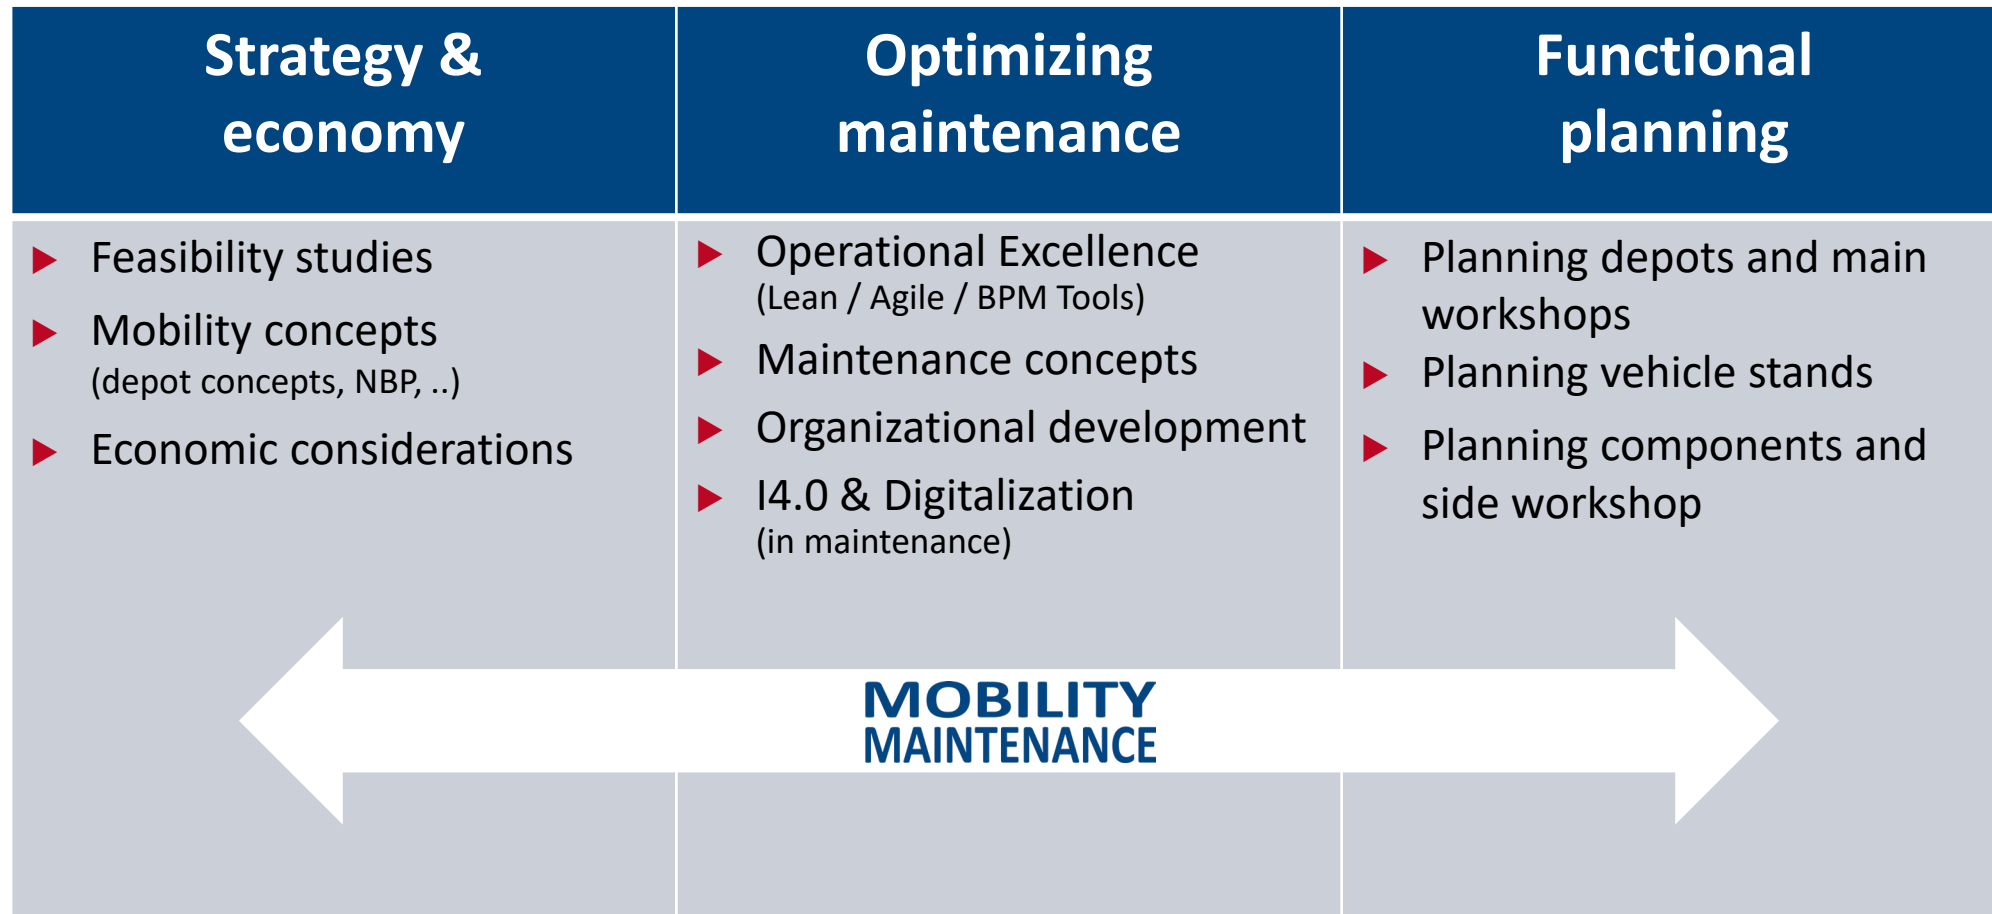 Strategy &
economy
Optimizing
maintenance
Functional
planning
Feasibility studies
Mobility concepts
(depot concepts, NBP, ..)
Economic considerations
Operational Excellence
(Lean / Agile / BPM Tools)
Maintenance concepts
Organizational development
I4.0 & Digitalization
(in maintenance)
Planning depots and main
workshops
Planning vehicle stands
Planning components and
side workshop
MOBILITY
MAINTENANCE